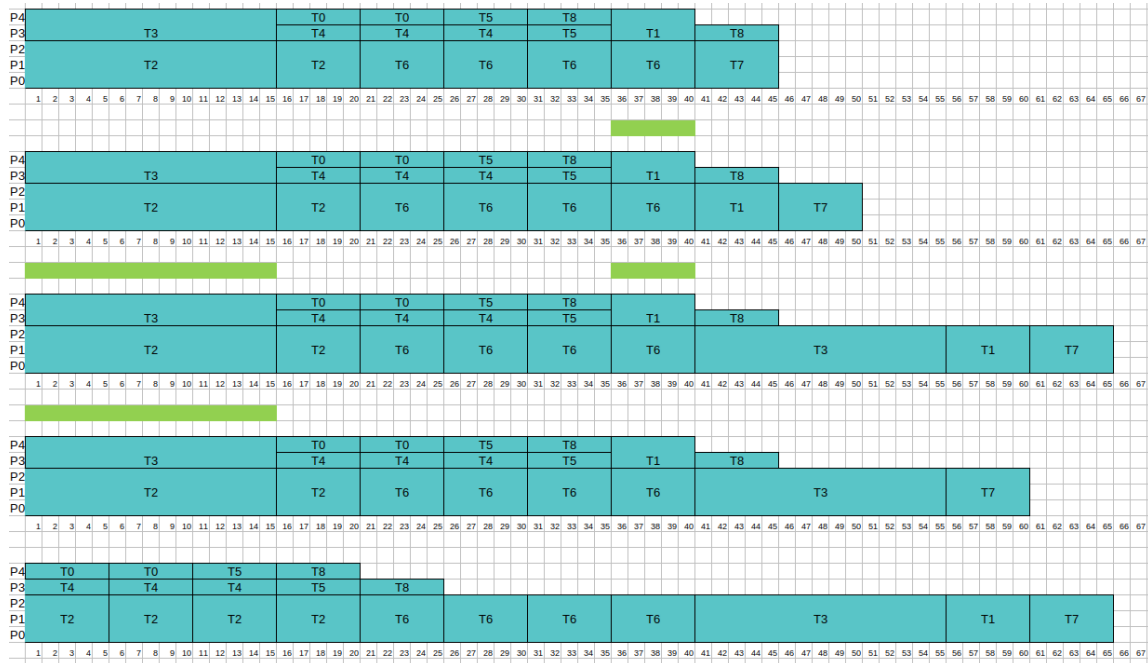 P4 T0 T0 T5 T8
P3 T3 T4 T4 T4 T5 T1 T8
P2
P1 T2 T2 T6 T6 T6 T6 T7
P0
1 2 3 4 5 6 7 8 9 10 11 12 13 14 15 16 17 18 19 20 21 22 23 24 25 26 27 28 29 30 31 32 33 34 35 36 37 38 39 40 41 42 43 44 45 46 47 48 49 50 51 52 53 54 55 56 57 58 59 60 61 62 63 64 65 66 67
P4 T0 T0 T5 T8
P3 T3 T4 T4 T4 T5 T1 T8
P2
P1 T2 T2 T6 T6 T6 T6 T1 T7
P0
1 2 3 4 5 6 7 8 9 10 11 12 13 14 15 16 17 18 19 20 21 22 23 24 25 26 27 28 29 30 31 32 33 34 35 36 37 38 39 40 41 42 43 44 45 46 47 48 49 50 51 52 53 54 55 56 57 58 59 60 61 62 63 64 65 66 67
P4 T0 T0 T5 T8
P3 T3 T4 T4 T4 T5 T1 T8
P2
P1 T2 T2 T6 T6 T6 T6 T3 T1 T7
P0
1 2 3 4 5 6 7 8 9 10 11 12 13 14 15 16 17 18 19 20 21 22 23 24 25 26 27 28 29 30 31 32 33 34 35 36 37 38 39 40 41 42 43 44 45 46 47 48 49 50 51 52 53 54 55 56 57 58 59 60 61 62 63 64 65 66 67
P4 T0 T0 T5 T8
P3 T3 T4 T4 T4 T5 T1 T8
P2
P1 T2 T2 T6 T6 T6 T6 T3 T7
P0
1 2 3 4 5 6 7 8 9 10 11 12 13 14 15 16 17 18 19 20 21 22 23 24 25 26 27 28 29 30 31 32 33 34 35 36 37 38 39 40 41 42 43 44 45 46 47 48 49 50 51 52 53 54 55 56 57 58 59 60 61 62 63 64 65 66 67
P4 T0 T0 T5 T8
P3 T4 T4 T4 T5 T8
P2
P1 T2 T2 T2 T2 T6 T6 T6 T6 T3 T1 T7
P0
1 2 3 4 5 6 7 8 9 10 11 12 13 14 15 16 17 18 19 20 21 22 23 24 25 26 27 28 29 30 31 32 33 34 35 36 37 38 39 40 41 42 43 44 45 46 47 48 49 50 51 52 53 54 55 56 57 58 59 60 61 62 63 64 65 66 67